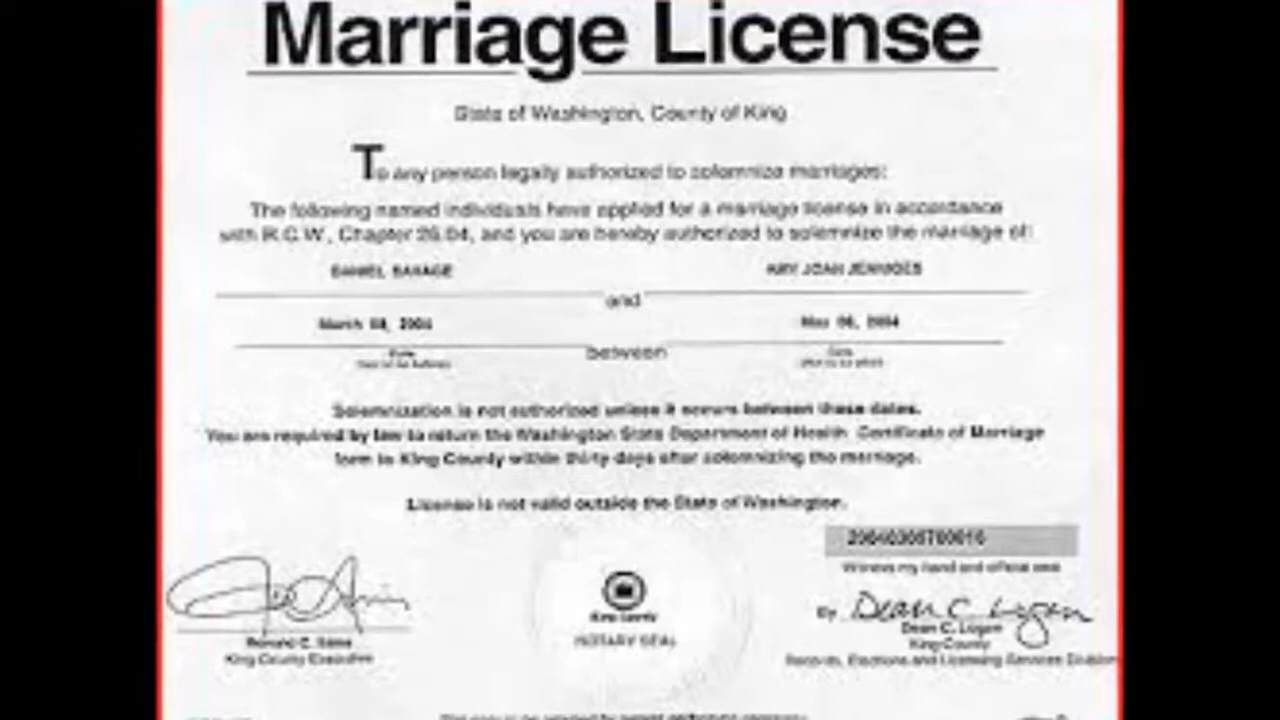 Marriage License
State of Washington, County of King
To any person legally authorized to solemnize marriages:
The following named individuals have applied for a marriage license in accordance
with R.C.W., Chapter 26.04, and you are hereby authorized to solemnize the marriage of:
DANIEL SAVAGE
and
March 2004
between
2004
Solemnization is not authorized unless it occurs between these dates.
You are required by law to return the Washington State Department of Health Certificate of Marriage
form to King County within thirty days after solemnizing the marriage.
License is not valid outside the State of Washington.
Witness my hand and official seal
King County
NOTARY SEAL
By Dean C Logan
Dean C. Logan
King County
Records, Elections and Licensing Services Division
King County Executive